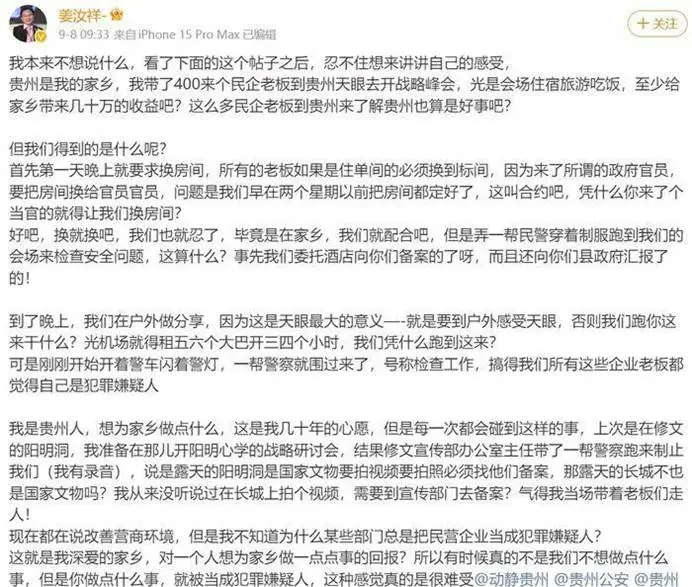 姜汝祥-
9-8 09:33 来自iPhone 15 Pro Max 已编辑
+关注
我本来不想说什么，看了下面的这个帖子之后，忍不住想来讲讲自己的感受，
贵州是我的家乡，我带了400来个民企老板到贵州天眼去开战略峰会，光是会场住宿旅游吃饭，至少给
家乡带来几十万的收益吧？这么多民企老板到贵州来了解贵州也算是好事吧？
但我们得到的是什么呢？
首先第一天晚上就要求换房间，所有的老板如果是住单间的必须换到标间，因为来了所谓的政府官员，
要把房间换给官员官员，问题是我们早在两个星期以前把房间都定好了，这叫合约吧，凭什么你来了个
当官的就得让我们换房间？
好吧，换就换吧，我们也就忍了，毕竟是在家乡，我们就配合吧，但是弄一帮民警穿着制服跑到我们的
会场来检查安全问题，这算什么？事先我们委托酒店向你们备案的了呀，而且还向你们县政府汇报了
的！
到了晚上，我们在户外做分享，因为这是天眼最大的意义—-就是要到户外感受天眼，否则我们跑你这
来干什么？光机场就得租五六个大巴开三四个小时，我们凭什么跑到这来？
可是刚刚开始开着警车闪着警灯，一帮警察就围过来了，号称检查工作，搞得我们所有这些企业老板都
觉得自己是犯罪嫌疑人
我是贵州人，想为家乡做点什么，这是我几十年的心愿，但是每一次都会碰到这样的事，上次是在修文
的阳明洞，我准备在那儿开阳明心学的战略研讨会，结果修文宣传部办公室主任带了一帮警察跑来制止
我们（我有录音），说是露天的阳明洞是国家文物要拍视频要拍照必须找他们备案，那露天的长城不也
是国家文物吗？我从来没听说过在长城上拍个视频，需要到宣传部门去备案？气得我当场带着老板们走
人！
现在都在说改善营商环境，但是我不知道为什么某些部门总是把民营企业当成犯罪嫌疑人？
这就是我深爱的家乡，对一个人想为家乡做一点点事的回报？所以有时候真的不是我们不想做点什么
事，但是你做点什么事，就被当成犯罪嫌疑人，这种感觉真的是很难受@动静贵州 @贵州公安 @贵州